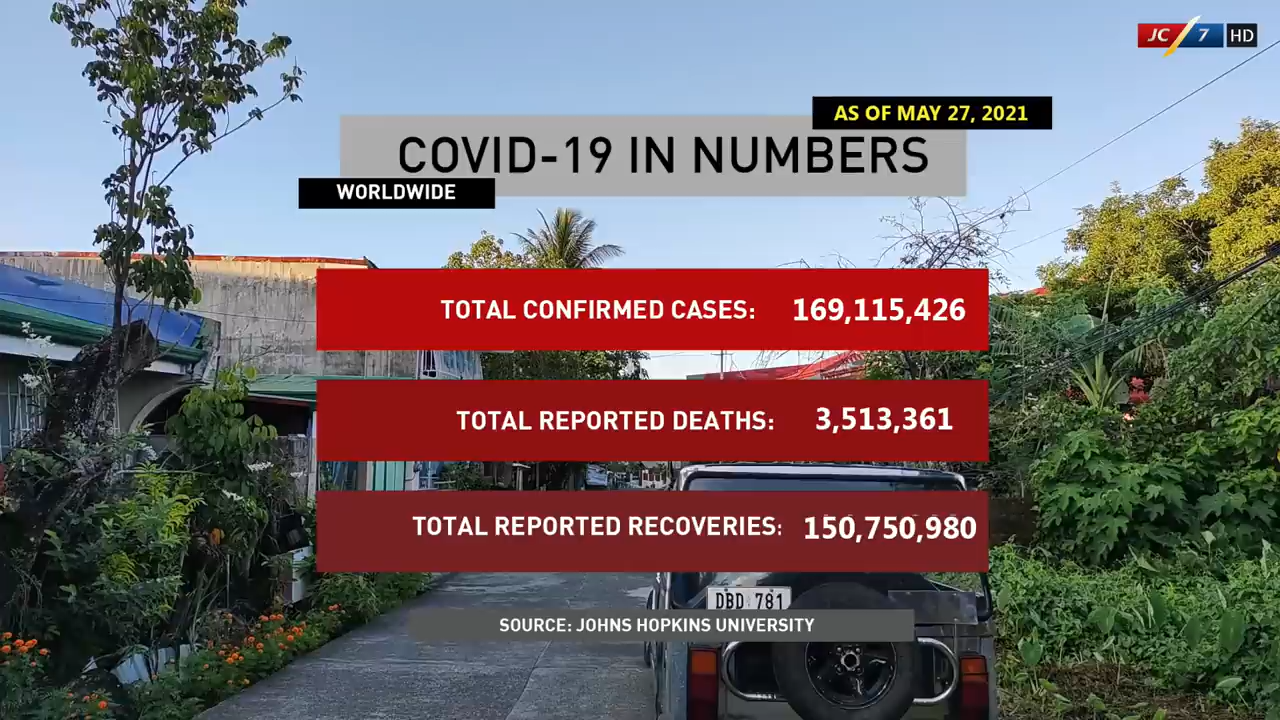 JC 7 HD
AS OF MAY 27, 2021
COVID-19 IN NUMBERS
WORLDWIDE
TOTAL CONFIRMED CASES: 169,115,426
TOTAL REPORTED DEATHS: 3,513,361
TOTAL REPORTED RECOVERIES: 150,750,980
DBD 781
SOURCE: JOHNS HOPKINS UNIVERSITY